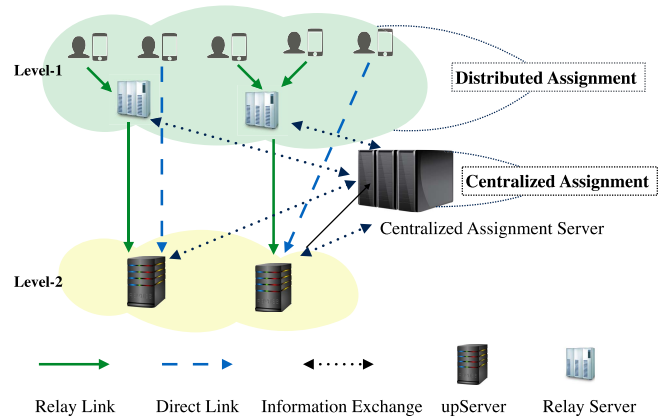 Level-1
Distributed Assignment
Centralized Assignment
Centralized Assignment Server
Level-2
Relay Link
Direct Link
Information Exchange
upServer
Relay Server